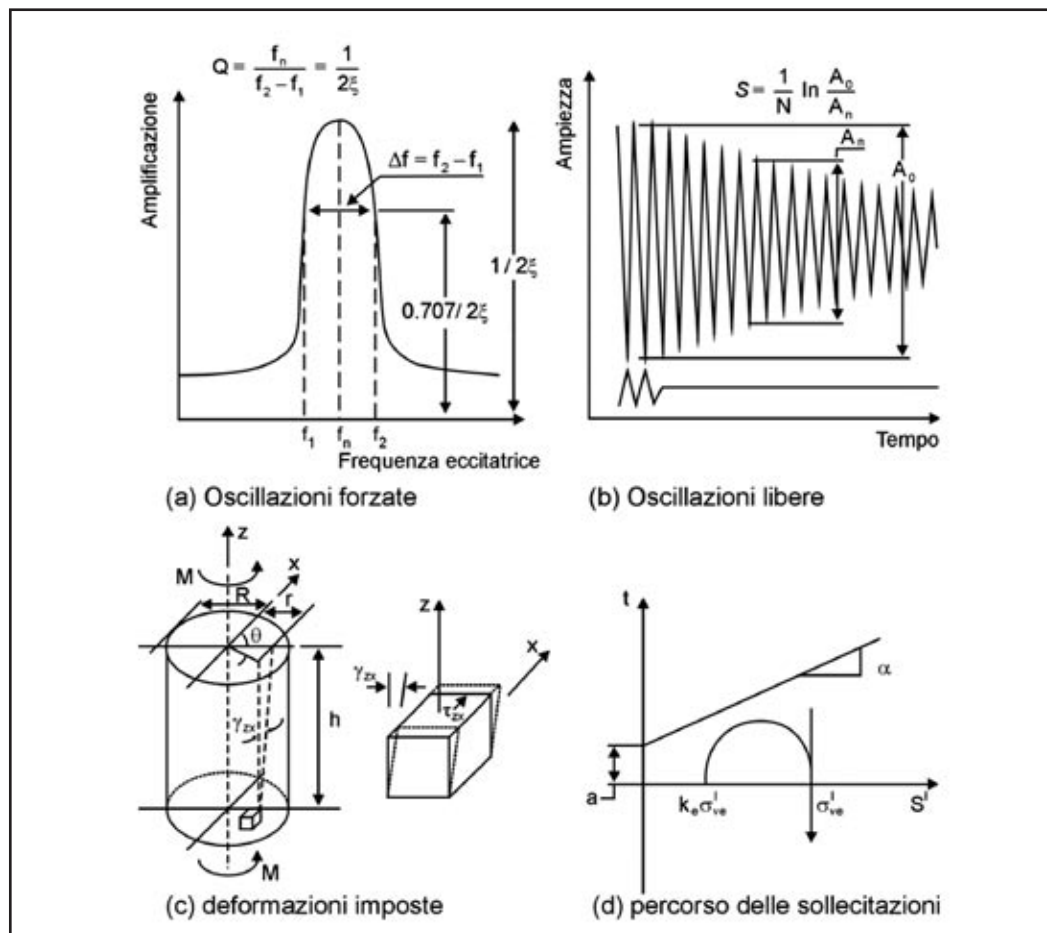 Q = f_n / (f_2 – f_1) = 1 / 2ξ
Amplificazione
Δf = f_2 – f_1
1/2ξ
0.707/2ξ
f_1 f_n f_2
Frequenza eccitatrice
(a) Oscillazioni forzate
Ampiezza
S = 1/N ln A_0/A_n
A_n
A_0
Tempo
(b) Oscillazioni libere
z
x
M
R
r
θ
h
γ_zx
M
z
x
γ_zx
τ_zx
(c) deformazioni imposte
t
α
a
k_e σ'_ve
σ'_ve
S'
(d) percorso delle sollecitazioni